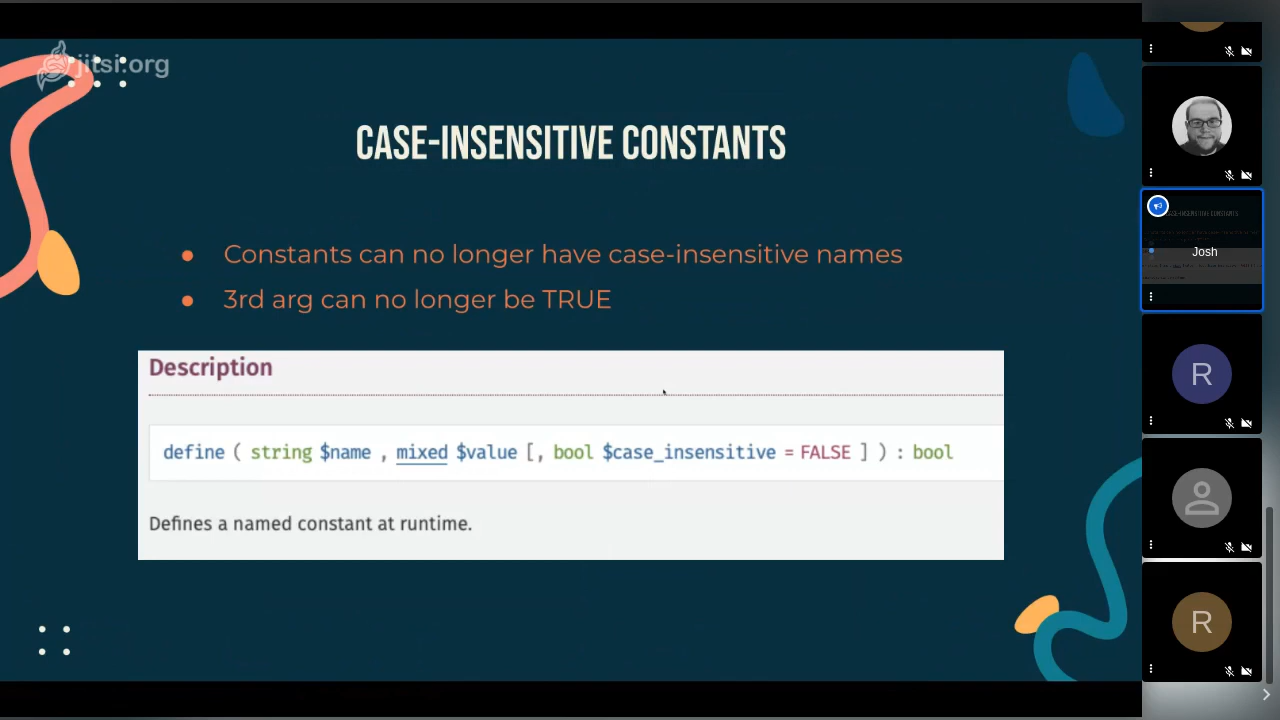 jitsi.org
CASE-INSENSITIVE CONSTANTS
● Constants can no longer have case-insensitive names
● 3rd arg can no longer be TRUE
Description
define ( string $name , mixed $value [, bool $case_insensitive = FALSE ] ) : bool
Defines a named constant at runtime.
Josh
R
R